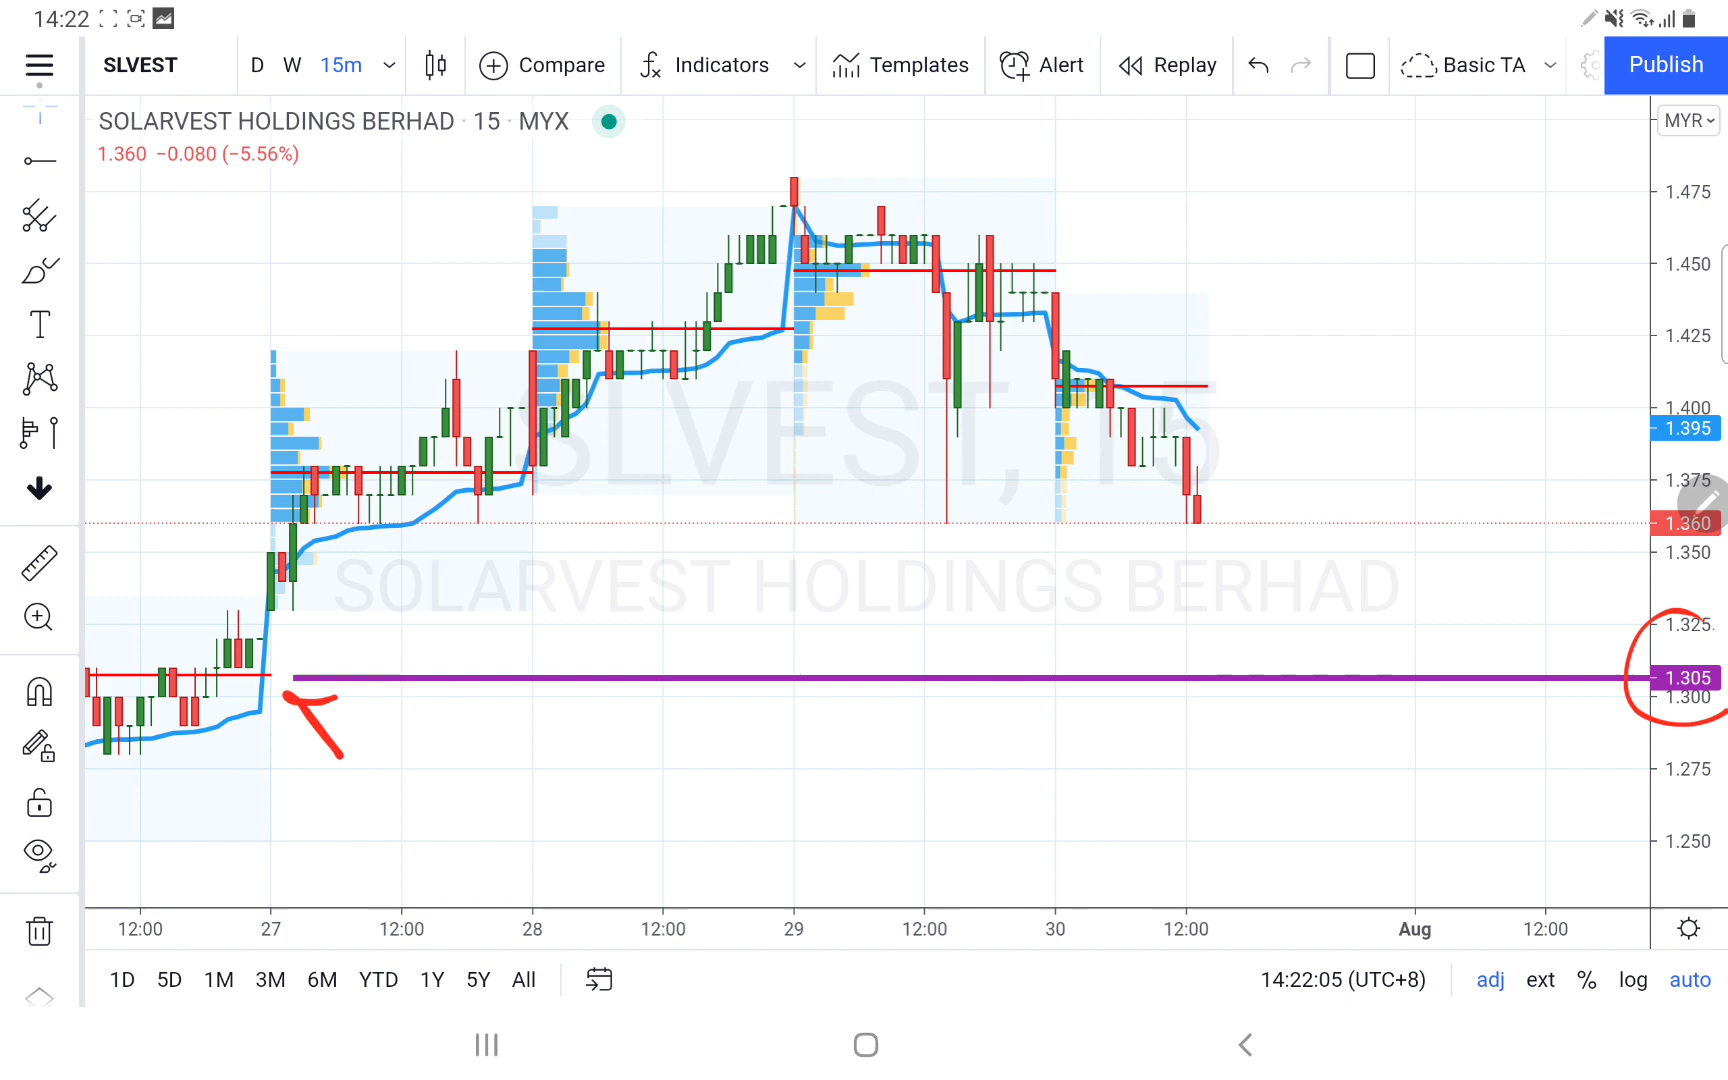 14:22
SLVEST D W 15m Compare Indicators Templates Alert Replay Basic TA Publish
SOLARVEST HOLDINGS BERHAD · 15 · MYX
MYR
1.360 −0.080 (−5.56%)
1.475
1.450
1.425
1.400
1.395
1.375
1.360
1.350
1.325
1.305
1.300
1.275
1.250
SLVEST, 15
SOLARVEST HOLDINGS BERHAD
12:00 27 12:00 28 12:00 29 12:00 30 12:00 Aug 12:00
1D 5D 1M 3M 6M YTD 1Y 5Y All 14:22:05 (UTC+8) adj ext % log auto